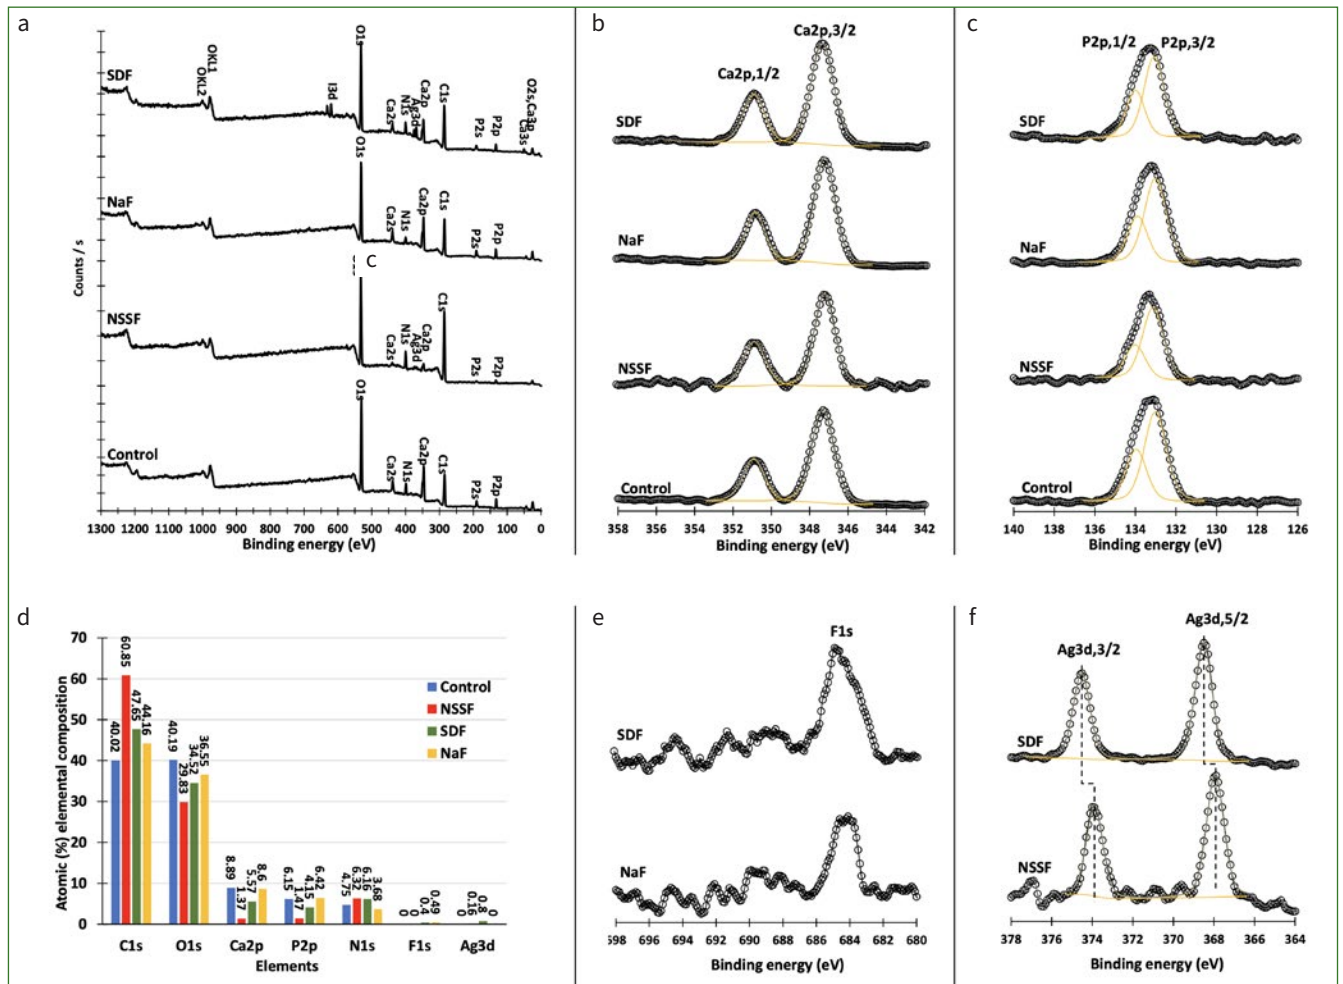 a
Counts / s
SDF
OKL2
OKL1
I3d
O1s
Ca2s
N1s
Ag3d
Ca2p
C1s
P2s
P2p
Ca3s
O2s,Ca3p
NaF
O1s
Ca2s
N1s
Ca2p
C1s
P2s
P2p
c
NSSF
Ca2s
N1s
Ag3d
Ca2p
C1s
P2s
P2p
Control
O1s
Ca2s
N1s
Ca2p
C1s
P2s
P2p
1300 1200 1100 1000 900 800 700 600 500 400 300 200 100 0
Binding energy (eV)
b
Ca2p,3/2
Ca2p,1/2
SDF
NaF
NSSF
Control
358 356 354 352 350 348 346 344 342
Binding energy (eV)
c
P2p,1/2 P2p,3/2
SDF
NaF
NSSF
Control
140 138 136 134 132 130 128 126
Binding energy (eV)
d
Atomic (%) elemental composition
70
60
50
40
30
20
10
0
40.02 60.85 47.65 44.16
40.19 29.83 34.52 36.55
8.89 1.37 5.57 8.6
6.15 1.47 4.15 6.42
4.75 6.32 6.16 3.68
0 0 0.4 0.49
0 0.16 0.8 0
Control
NSSF
SDF
NaF
C1s O1s Ca2p P2p N1s F1s Ag3d
Elements
e
F1s
SDF
NaF
698 696 694 692 690 688 686 684 682 680
Binding energy (eV)
f
Ag3d,5/2
Ag3d,3/2
SDF
NSSF
378 376 374 372 370 368 366 364
Binding energy (eV)